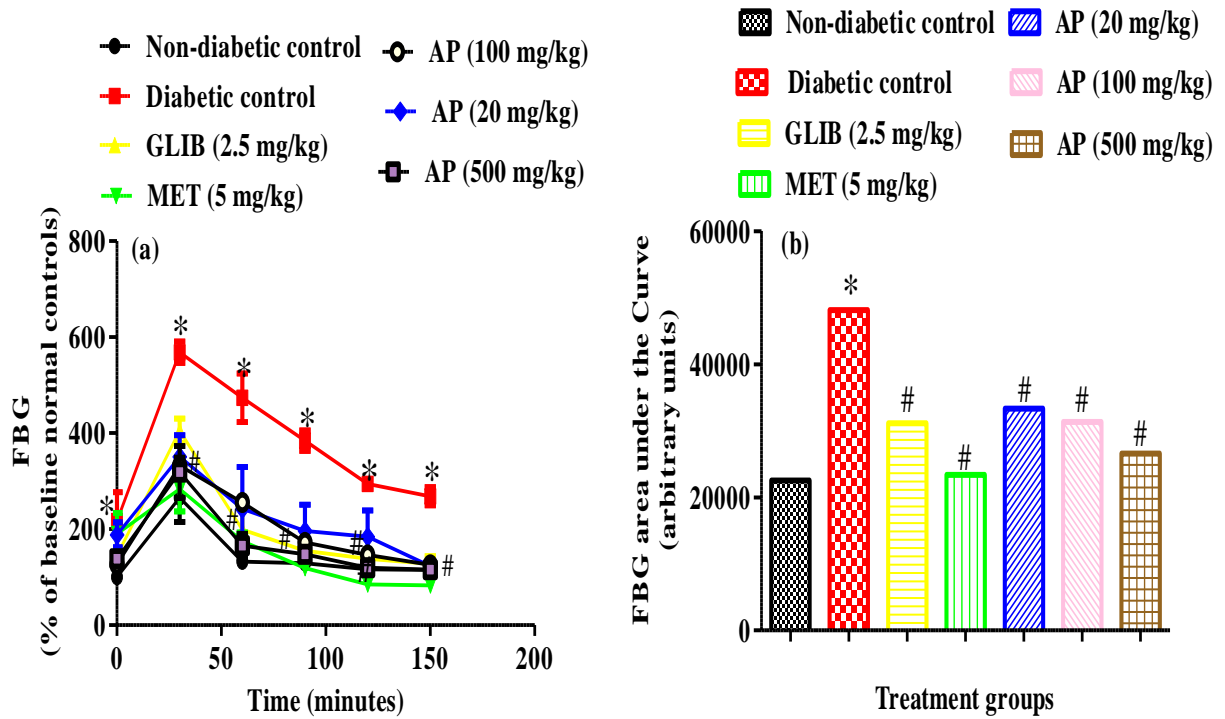 Non-diabetic control
Diabetic control
GLIB (2.5 mg/kg)
MET (5 mg/kg)
AP (100 mg/kg)
AP (20 mg/kg)
AP (500 mg/kg)
(a)
FBG
(% of baseline normal controls)
800
600
400
200
0
* * * * * *
# # # # # #
0 50 100 150 200
Time (minutes)
Non-diabetic control
Diabetic control
GLIB (2.5 mg/kg)
MET (5 mg/kg)
AP (20 mg/kg)
AP (100 mg/kg)
AP (500 mg/kg)
(b)
FBG area under the Curve
(arbitrary units)
60000
40000
20000
0
* # # # # #
Treatment groups